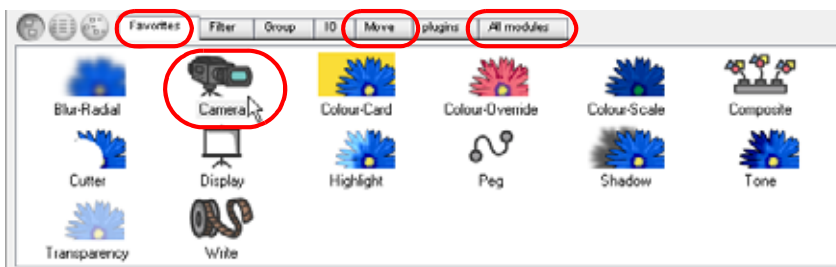 Favorites Filter Group IO Move plugins All modules
Blur-Radial Camera Colour-Card Colour-Override Colour-Scale Composite
Cutter Display Highlight Peg Shadow Tone
Transparency Write